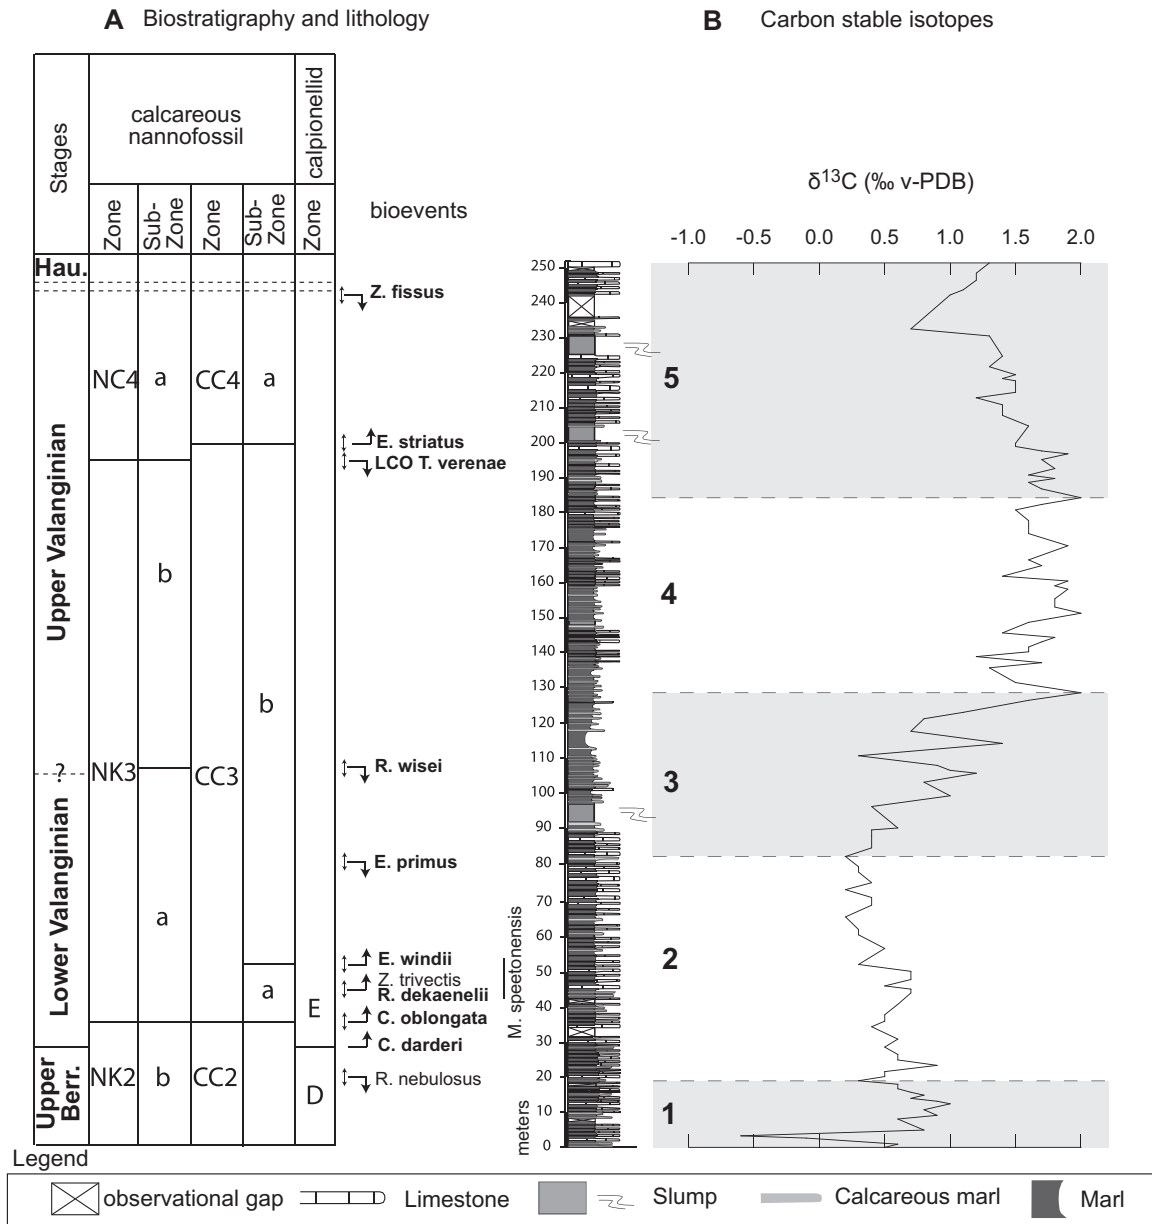 A Biostratigraphy and lithology
B Carbon stable isotopes
Stages
calcareous
nannofossil
calpionellid
Zone
Sub-
Zone
Zone
Sub-
Zone
Zone
bioevents
δ13C (‰ v-PDB)
-1.0 -0.5 0.0 0.5 1.0 1.5 2.0
Hau.
Upper Valanginian
?
Lower Valanginian
Upper
Berr.
NC4 a CC4 a
b
b
NK3 CC3
a
a
E
NK2 b CC2
D
Z. fissus
E. striatus
LCO T. verenae
R. wisei
E. primus
E. windii
Z. trivectis
R. dekaenelii
C. oblongata
C. darderi
R. nebulosus
M. speetonensis
meters
250
240
230
220
210
200
190
180
170
160
150
140
130
120
110
100
90
80
70
60
50
40
30
20
10
0
5
4
3
2
1
Legend
observational gap Limestone Slump Calcareous marl Marl